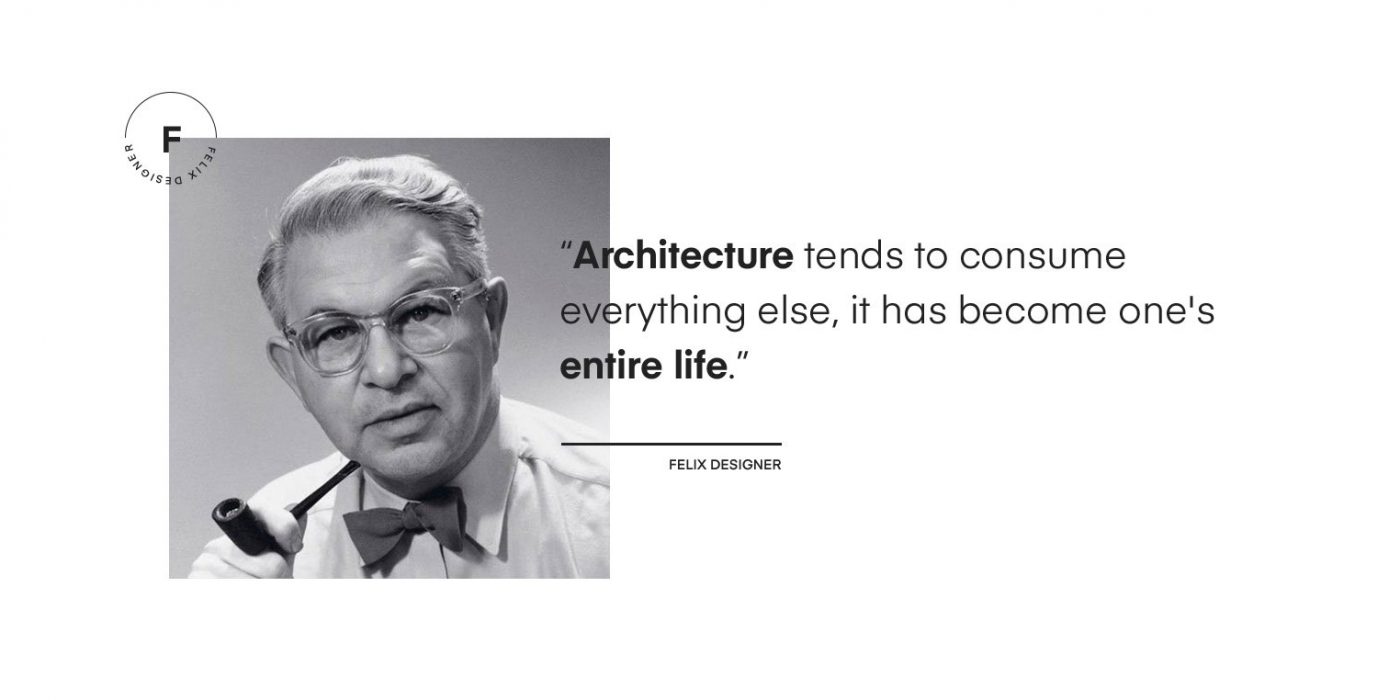 F
FELIX DESIGNER
“Architecture tends to consume
everything else, it has become one's
entire life.”
FELIX DESIGNER